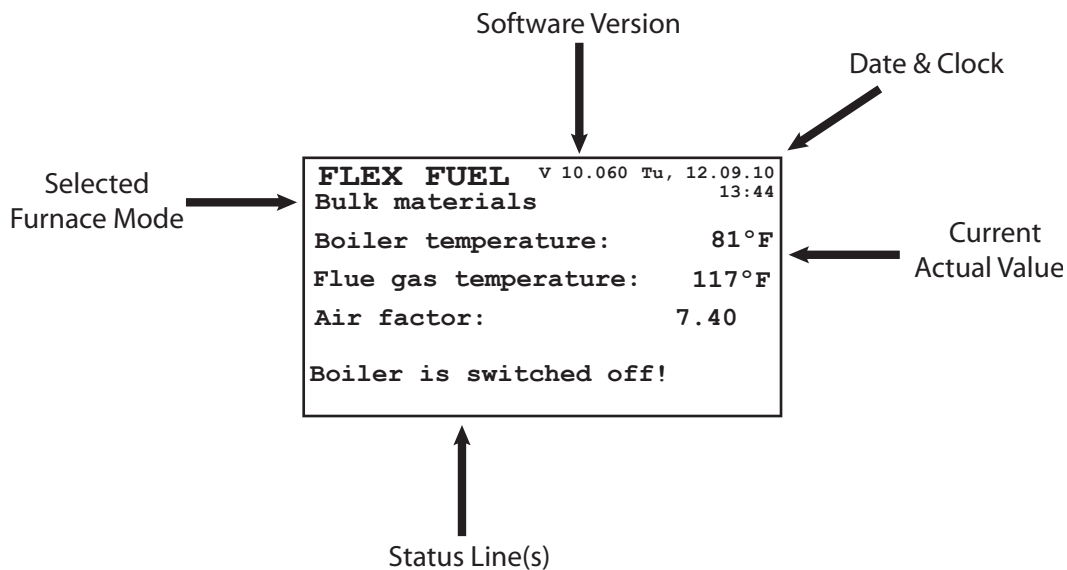 Software Version
Date & Clock
Selected
Furnace Mode
FLEX FUEL V 10.060 Tu, 12.09.10
13:44
Bulk materials
Boiler temperature: 81°F
Flue gas temperature: 117°F
Air factor: 7.40
Boiler is switched off!
Current
Actual Value
Status Line(s)